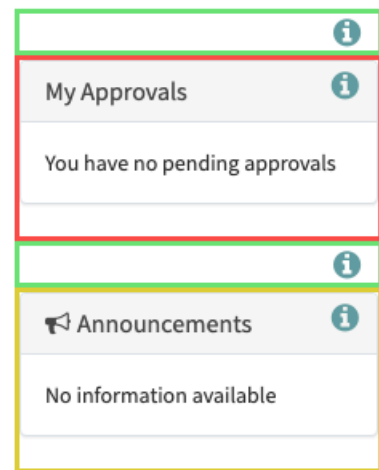 My Approvals
You have no pending approvals
Announcements
No information available